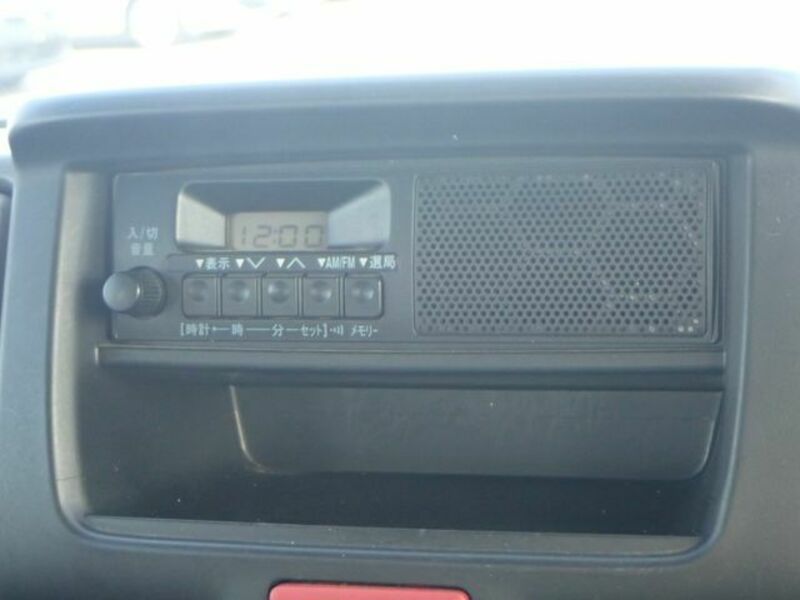 入/切
音量
12:00
▼表示 ▼∨ ▼∧ ▼AM/FM ▼選局
[時計 ←時 — 分 — セット] メモリー